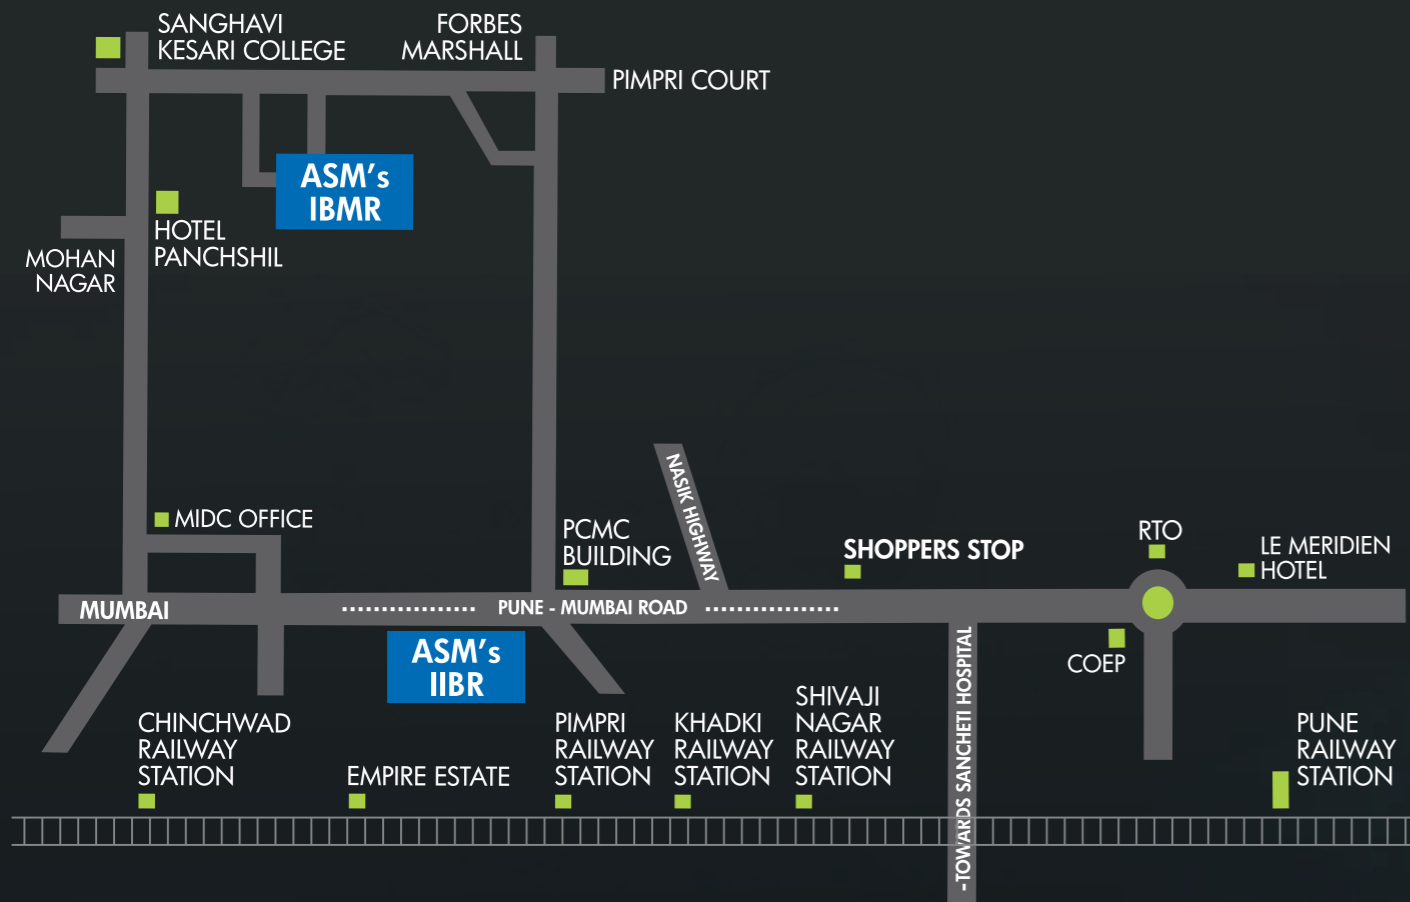 SANGHAVI
KESARI COLLEGE
FORBES
MARSHALL
PIMPRI COURT
ASM's
IBMR
HOTEL
PANCHSHIL
MOHAN
NAGAR
MIDC OFFICE
NASIK HIGHWAY
PCMC
BUILDING
SHOPPERS STOP
RTO
LE MERIDIEN
HOTEL
MUMBAI
PUNE - MUMBAI ROAD
ASM's
IIBR
COEP
-TOWARDS SANCHETI HOSPITAL
CHINCHWAD
RAILWAY
STATION
EMPIRE ESTATE
PIMPRI
RAILWAY
STATION
KHADKI
RAILWAY
STATION
SHIVAJI
NAGAR
RAILWAY
STATION
PUNE
RAILWAY
STATION